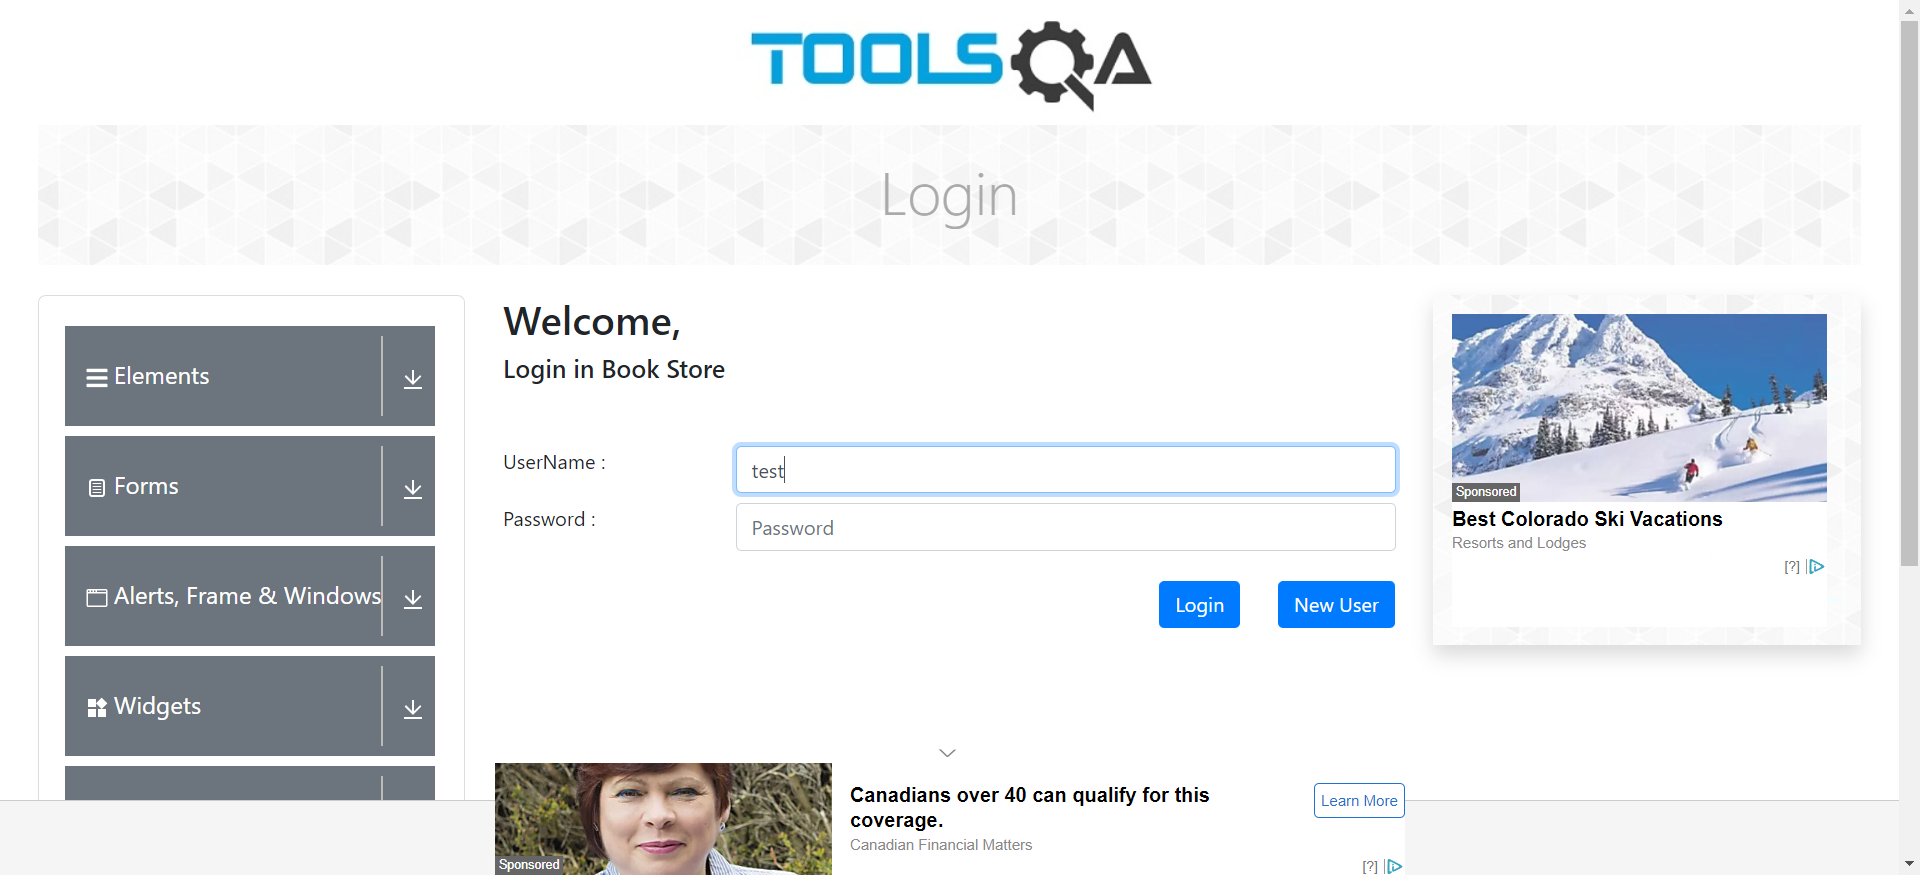 TOOLSQA
Login
Elements
Forms
Alerts, Frame & Windows
Widgets
Welcome,
Login in Book Store
UserName :
test
Password :
Password
Login
New User
Sponsored
Best Colorado Ski Vacations
Resorts and Lodges
[?]
Sponsored
Canadians over 40 can qualify for this
coverage.
Canadian Financial Matters
Learn More
[?]